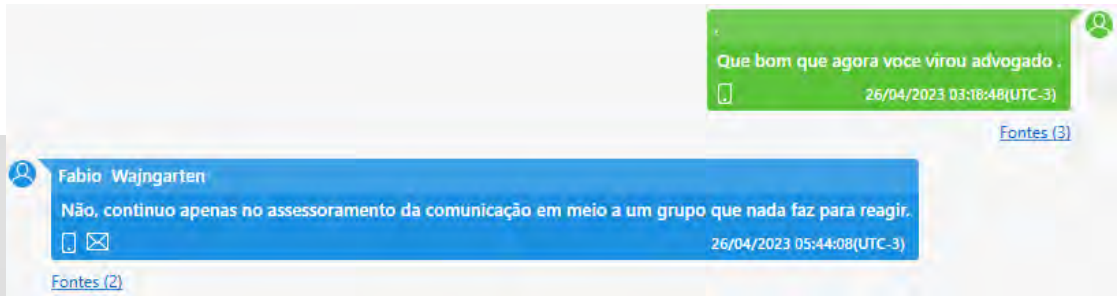 .
Que bom que agora voce virou advogado .
26/04/2023 03:18:48(UTC-3)
Fontes (3)
Fabio Wajngarten
Não, continuo apenas no assessoramento da comunicação em meio a um grupo que nada faz para reagir.
26/04/2023 05:44:08(UTC-3)
Fontes (2)